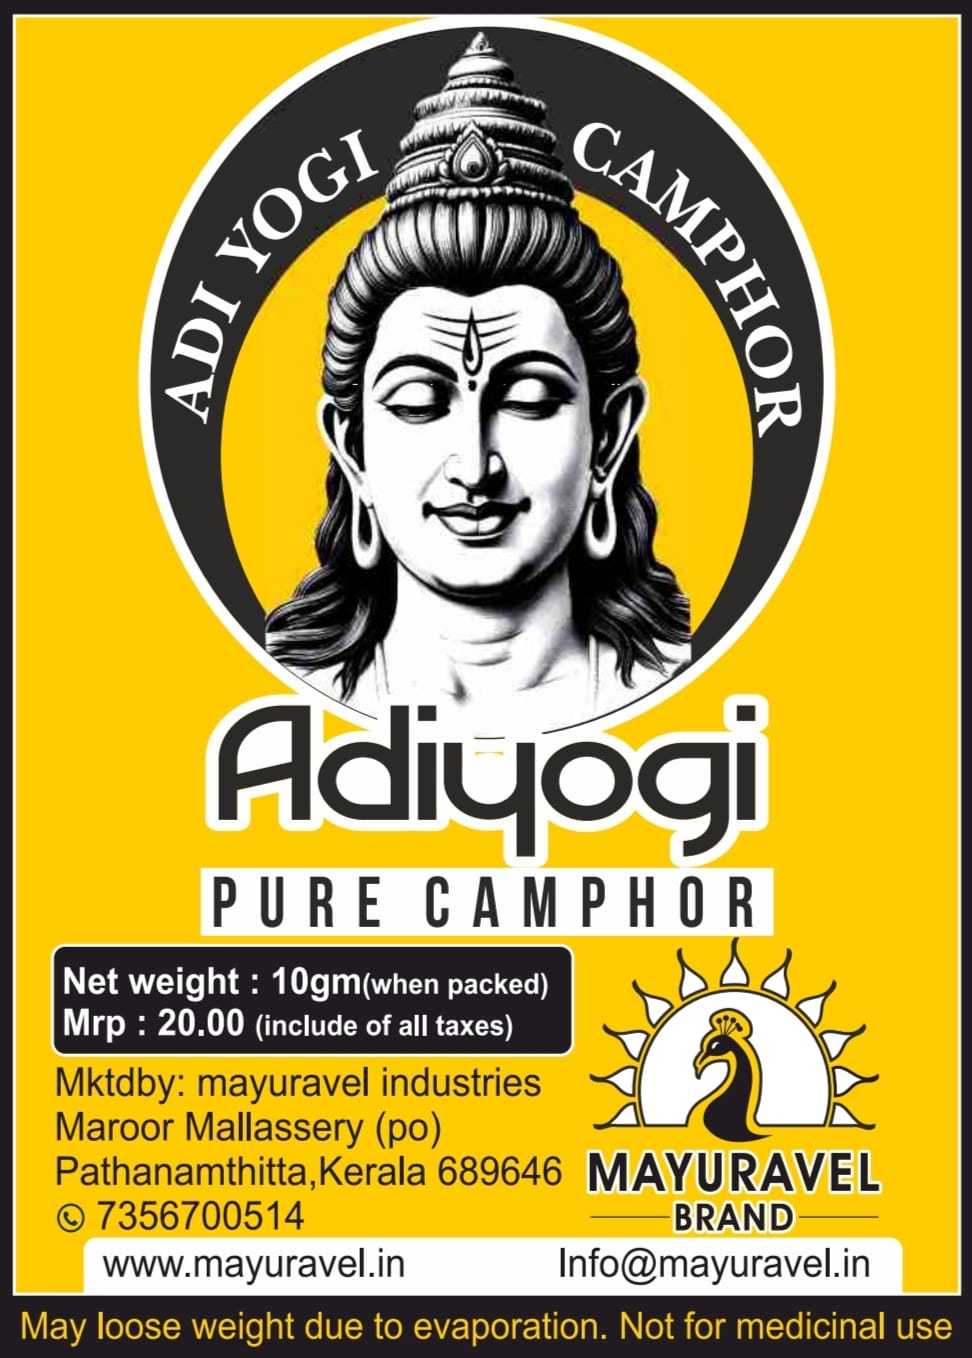 ADI YOGI CAMPHOR
Adiyogi
PURE CAMPHOR
Net weight : 10gm(when packed)
Mrp : 20.00 (include of all taxes)
Mktdby: mayuravel industries
Maroor Mallassery (po)
Pathanamthitta,Kerala 689646
7356700514
MAYURAVEL
BRAND
www.mayuravel.in
Info@mayuravel.in
May loose weight due to evaporation. Not for medicinal use